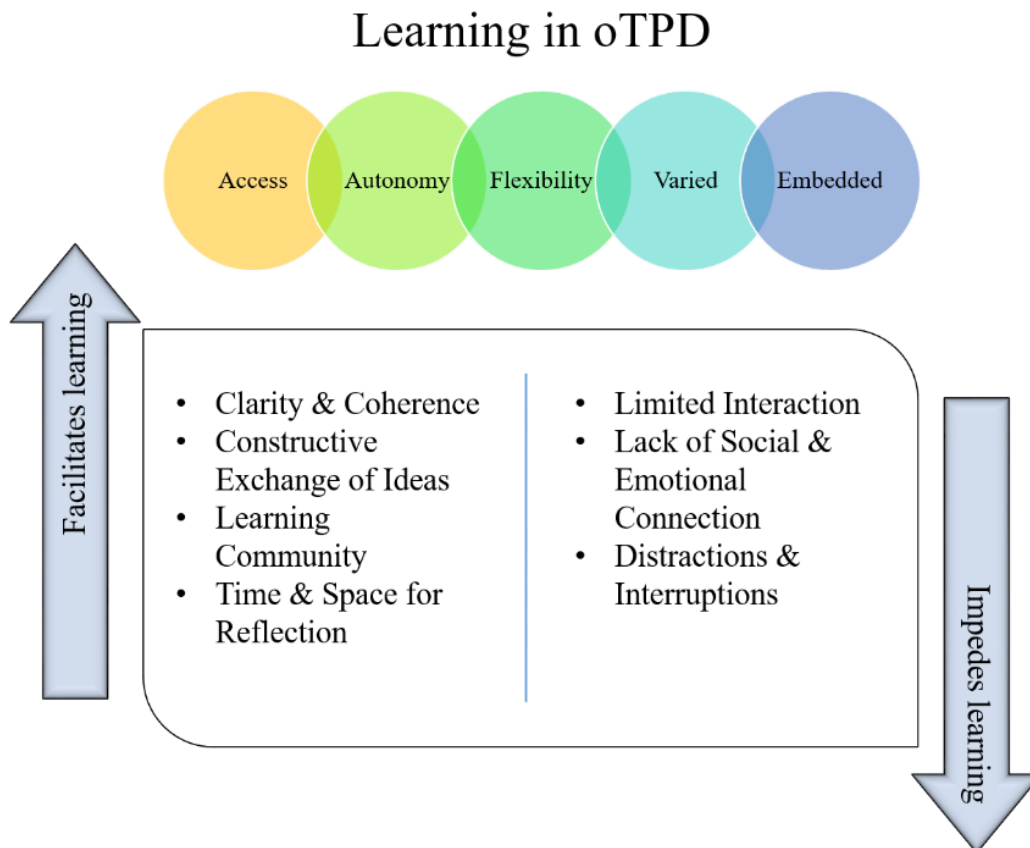 Learning in oTPD
Access
Autonomy
Flexibility
Varied
Embedded
Facilitates learning
• Clarity & Coherence
• Constructive
Exchange of Ideas
• Learning
Community
• Time & Space for
Reflection
• Limited Interaction
• Lack of Social &
Emotional
Connection
• Distractions &
Interruptions
Impedes learning